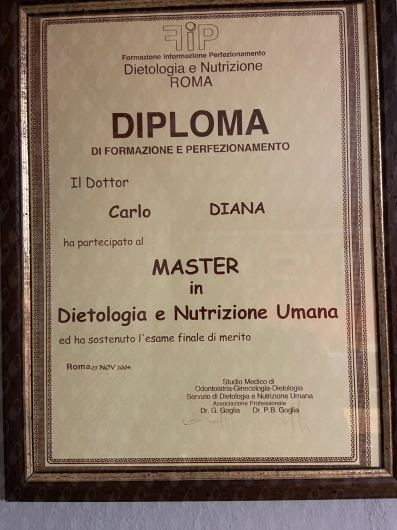 FIP
Formazione Informazione Perfezionamento
Dietologia e Nutrizione
ROMA
DIPLOMA
DI FORMAZIONE E PERFEZIONAMENTO
Il Dottor
Carlo DIANA
ha partecipato al
MASTER
in
Dietologia e Nutrizione Umana
ed ha sostenuto l'esame finale di merito
Roma 27 NOV 2004
Studio Medico di
Odontoiatria-Ginecologia-Dietologia
Servizio di Dietologia e Nutrizione Umana
Associazione Professionale
Dr. G. Goglia Dr. P.B. Goglia